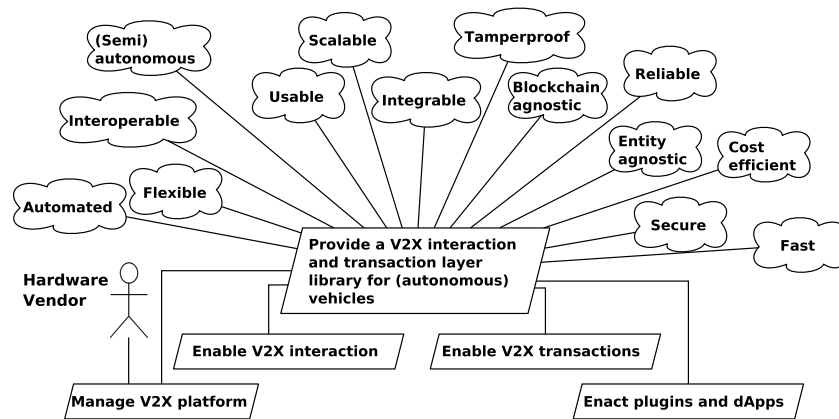 (Semi)
autonomous
Scalable
Tamperproof
Usable
Integrable
Blockchain
agnostic
Reliable
Interoperable
Entity
agnostic
Cost
efficient
Automated
Flexible
Secure
Fast
Provide a V2X interaction
and transaction layer
library for (autonomous)
vehicles
Hardware
Vendor
Enable V2X interaction
Enable V2X transactions
Manage V2X platform
Enact plugins and dApps